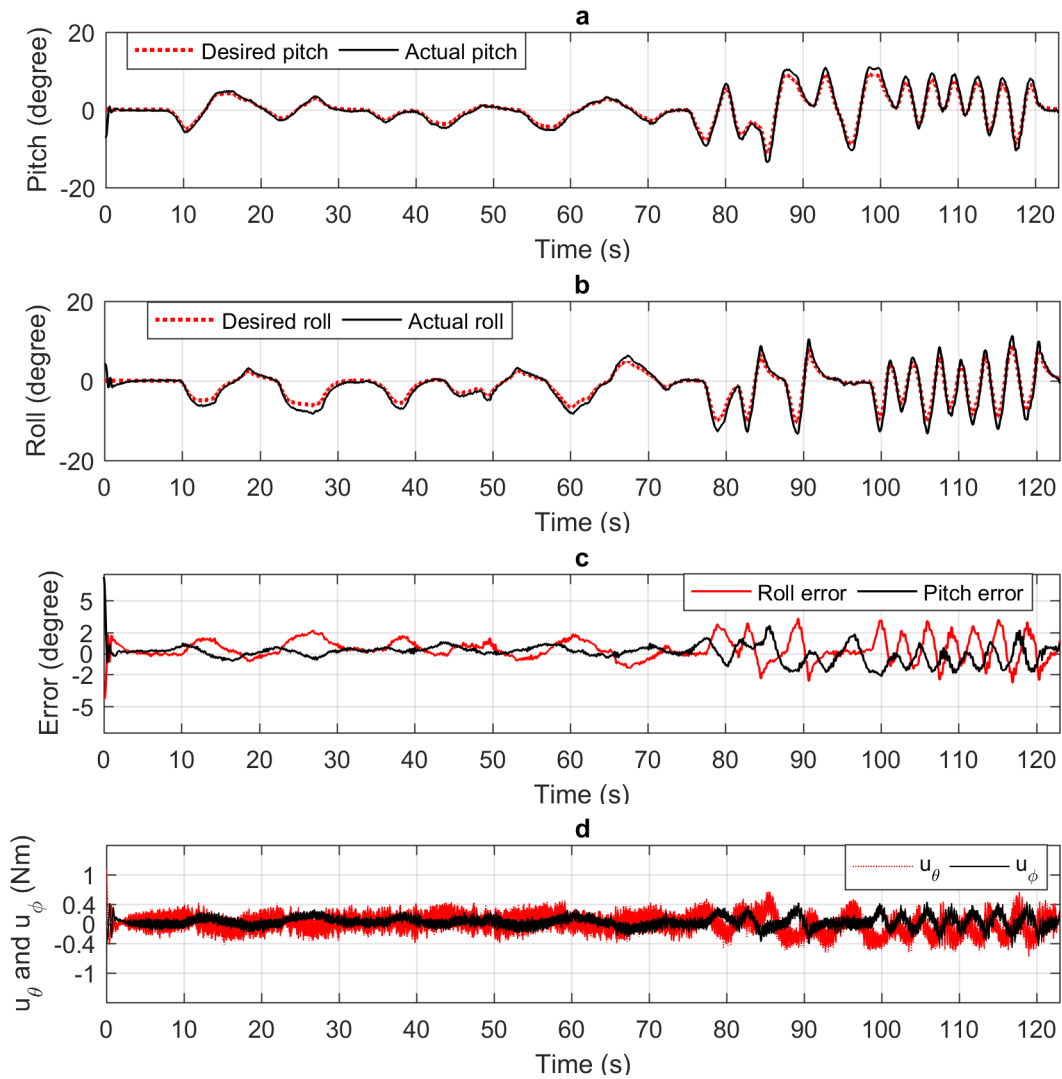 a
Desired pitch Actual pitch
Pitch (degree)
20
0
-20
0 10 20 30 40 50 60 70 80 90 100 110 120
Time (s)
b
Desired roll Actual roll
Roll (degree)
20
0
-20
0 10 20 30 40 50 60 70 80 90 100 110 120
Time (s)
c
Roll error Pitch error
Error (degree)
5
2
0
-2
-5
0 10 20 30 40 50 60 70 80 90 100 110 120
Time (s)
d
u_θ u_ϕ
u_θ and u_ϕ (Nm)
1
0.4
0
-0.4
-1
0 10 20 30 40 50 60 70 80 90 100 110 120
Time (s)